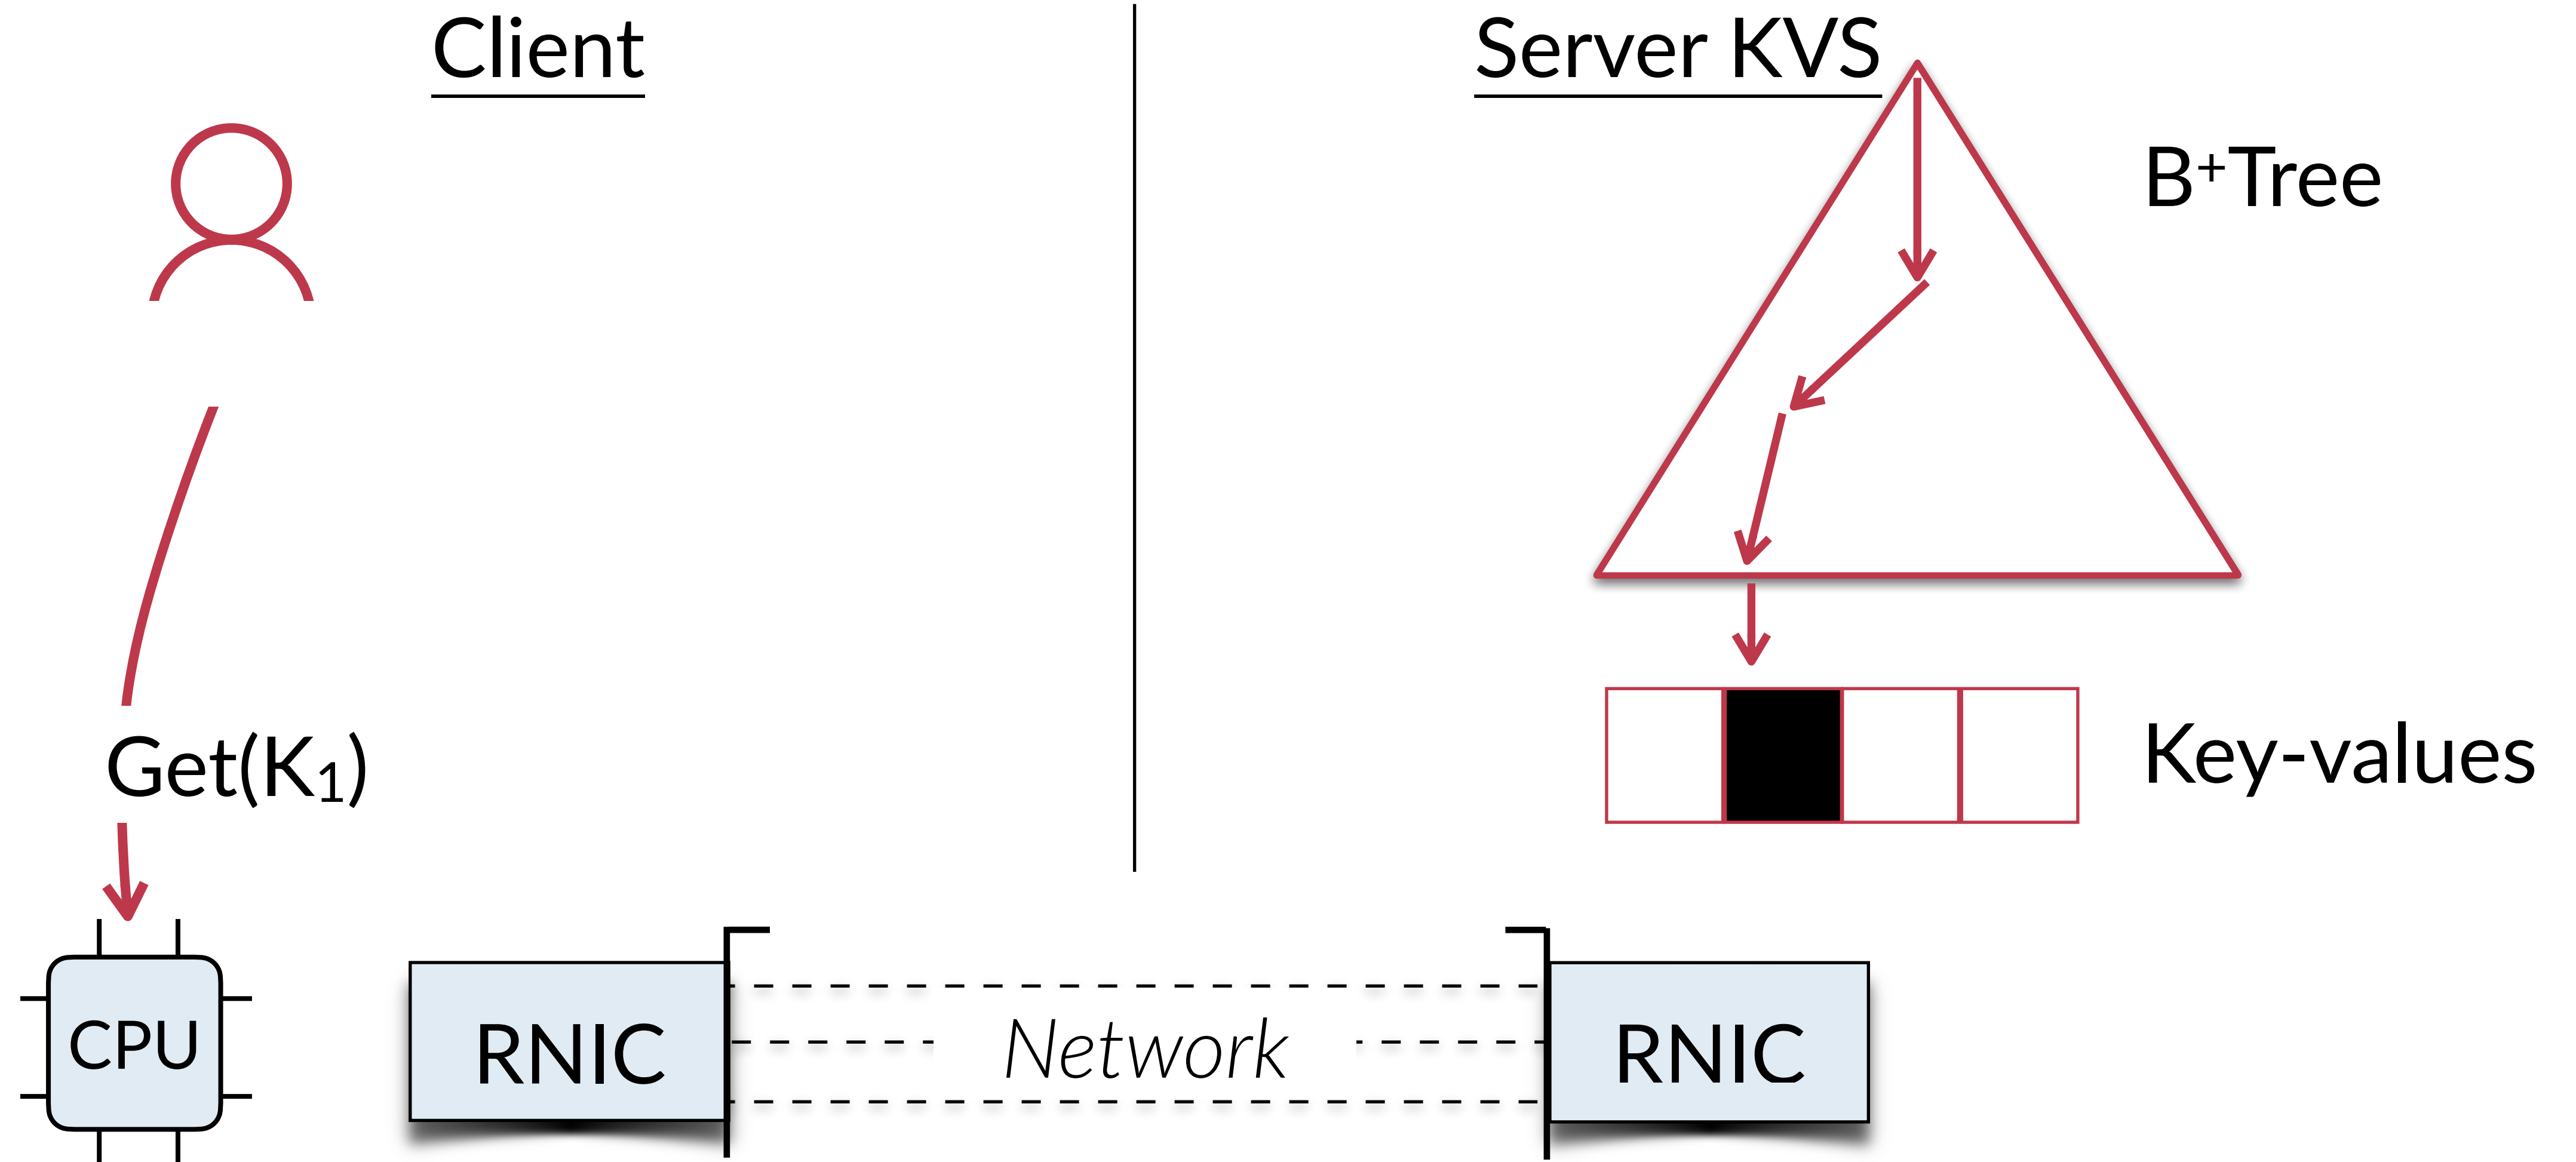 Client
Server KVS
B⁺Tree
Get(K₁)
Key-values
CPU
RNIC
Network
RNIC